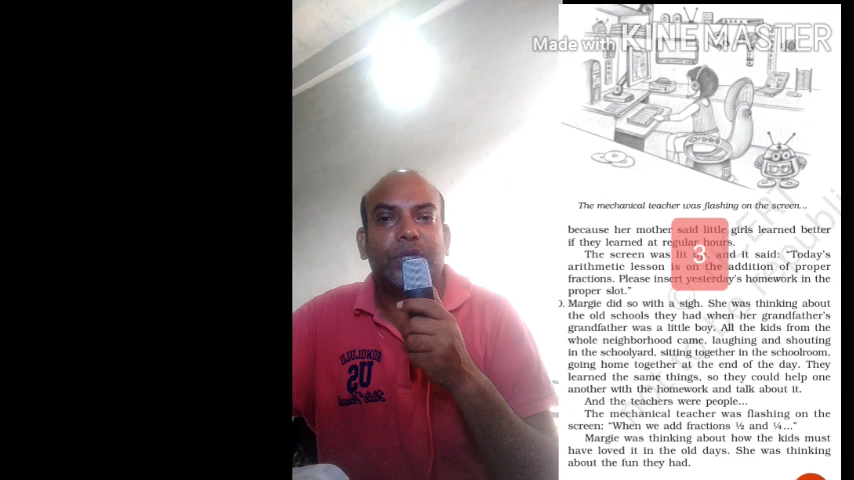 Made with KINEMASTER
The mechanical teacher was flashing on the screen...
because her mother said little girls learned better
if they learned at regular hours.
The screen was lit up, and it said: “Today’s
arithmetic lesson is on the addition of proper
fractions. Please insert yesterday’s homework in the
proper slot.”
Margie did so with a sigh. She was thinking about
the old schools they had when her grandfather’s
grandfather was a little boy. All the kids from the
whole neighborhood came, laughing and shouting
in the schoolyard, sitting together in the schoolroom,
going home together at the end of the day. They
learned the same things, so they could help one
another with the homework and talk about it.
And the teachers were people...
The mechanical teacher was flashing on the
screen: “When we add fractions ½ and ¼...”
Margie was thinking about how the kids must
have loved it in the old days. She was thinking
about the fun they had.
3
HONOLULU
US